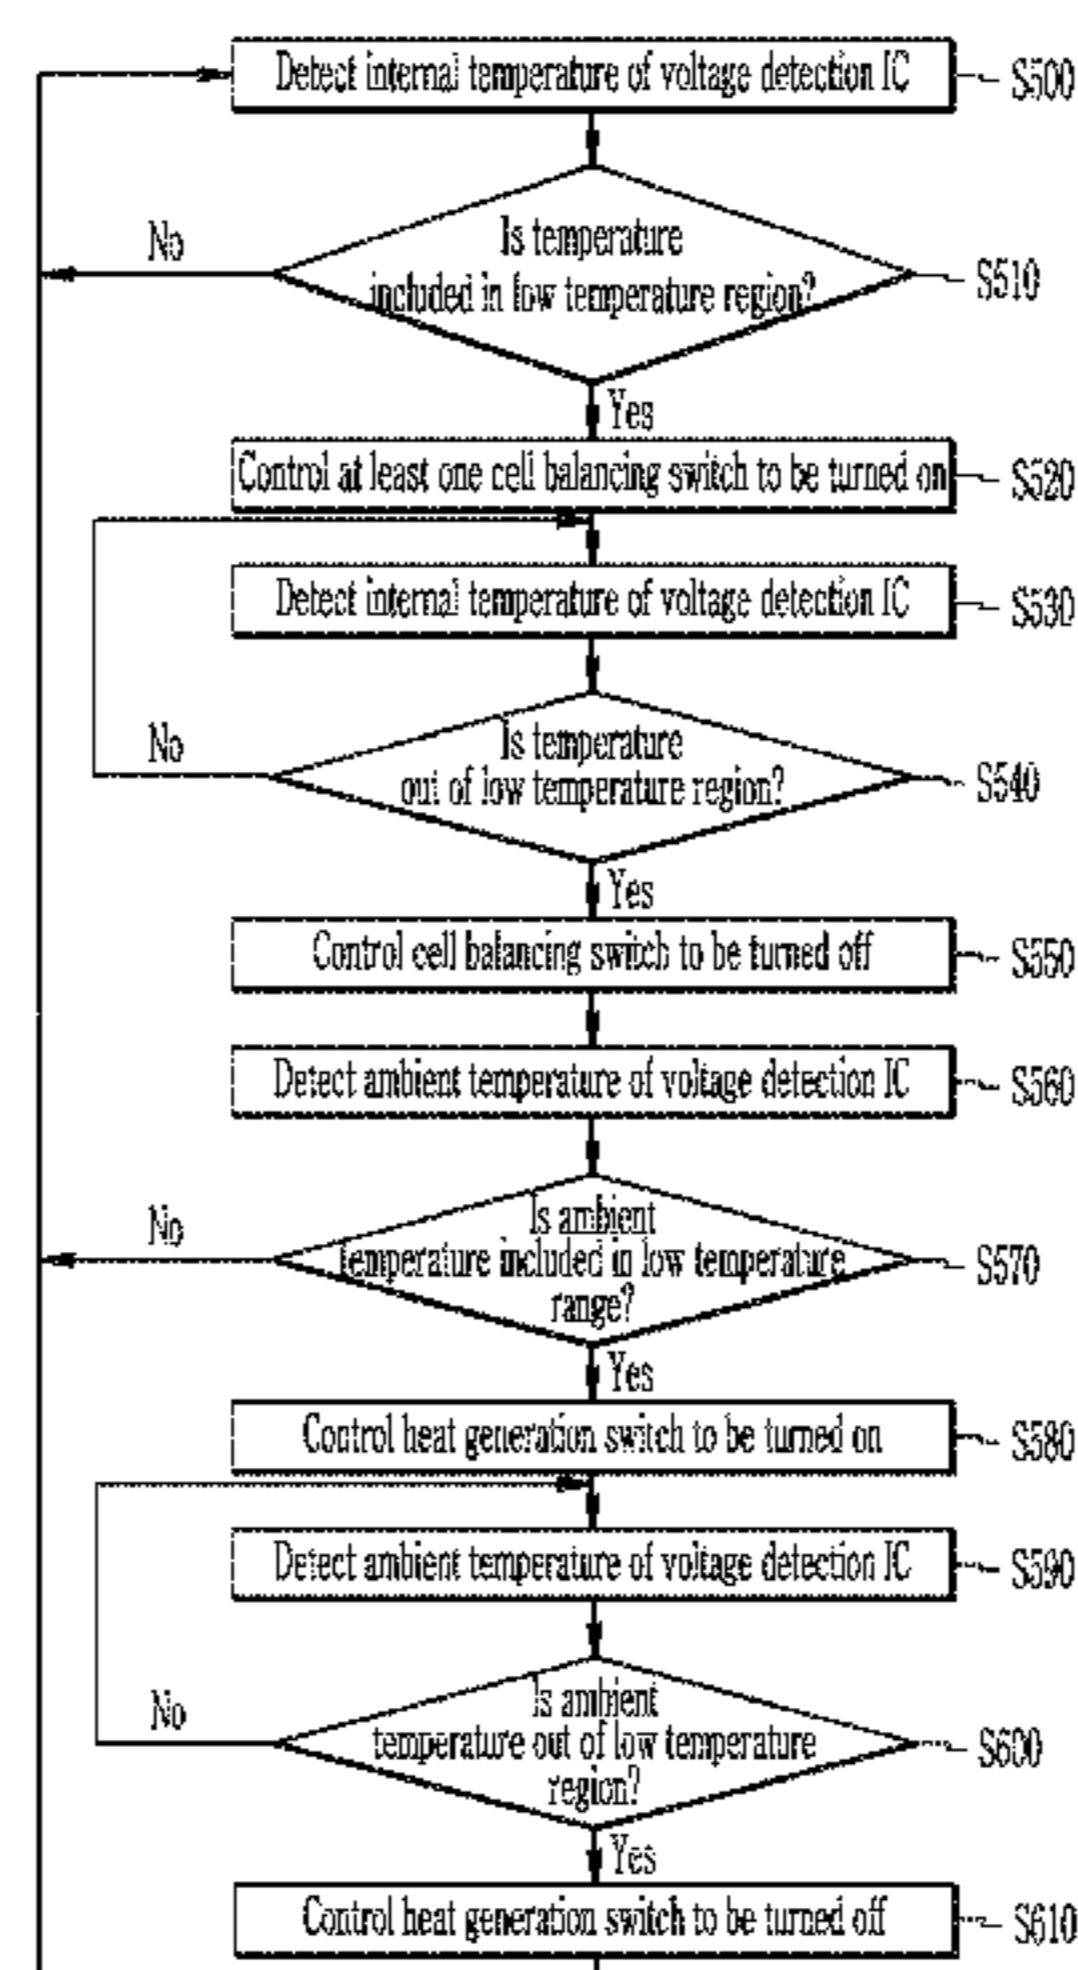 Detect internal temperature of voltage detection IC
S500
Is temperature
included in low temperature region?
S510
No
Yes
Control at least one cell balancing switch to be turned on
S520
Detect internal temperature of voltage detection IC
S530
Is temperature
out of low temperature region?
S540
No
Yes
Control cell balancing switch to be turned off
S550
Detect ambient temperature of voltage detection IC
S560
Is ambient
temperature included in low temperature
range?
S570
No
Yes
Control heat generation switch to be turned on
S580
Detect ambient temperature of voltage detection IC
S590
Is ambient
temperature out of low temperature
region?
S600
No
Yes
Control heat generation switch to be turned off
S610